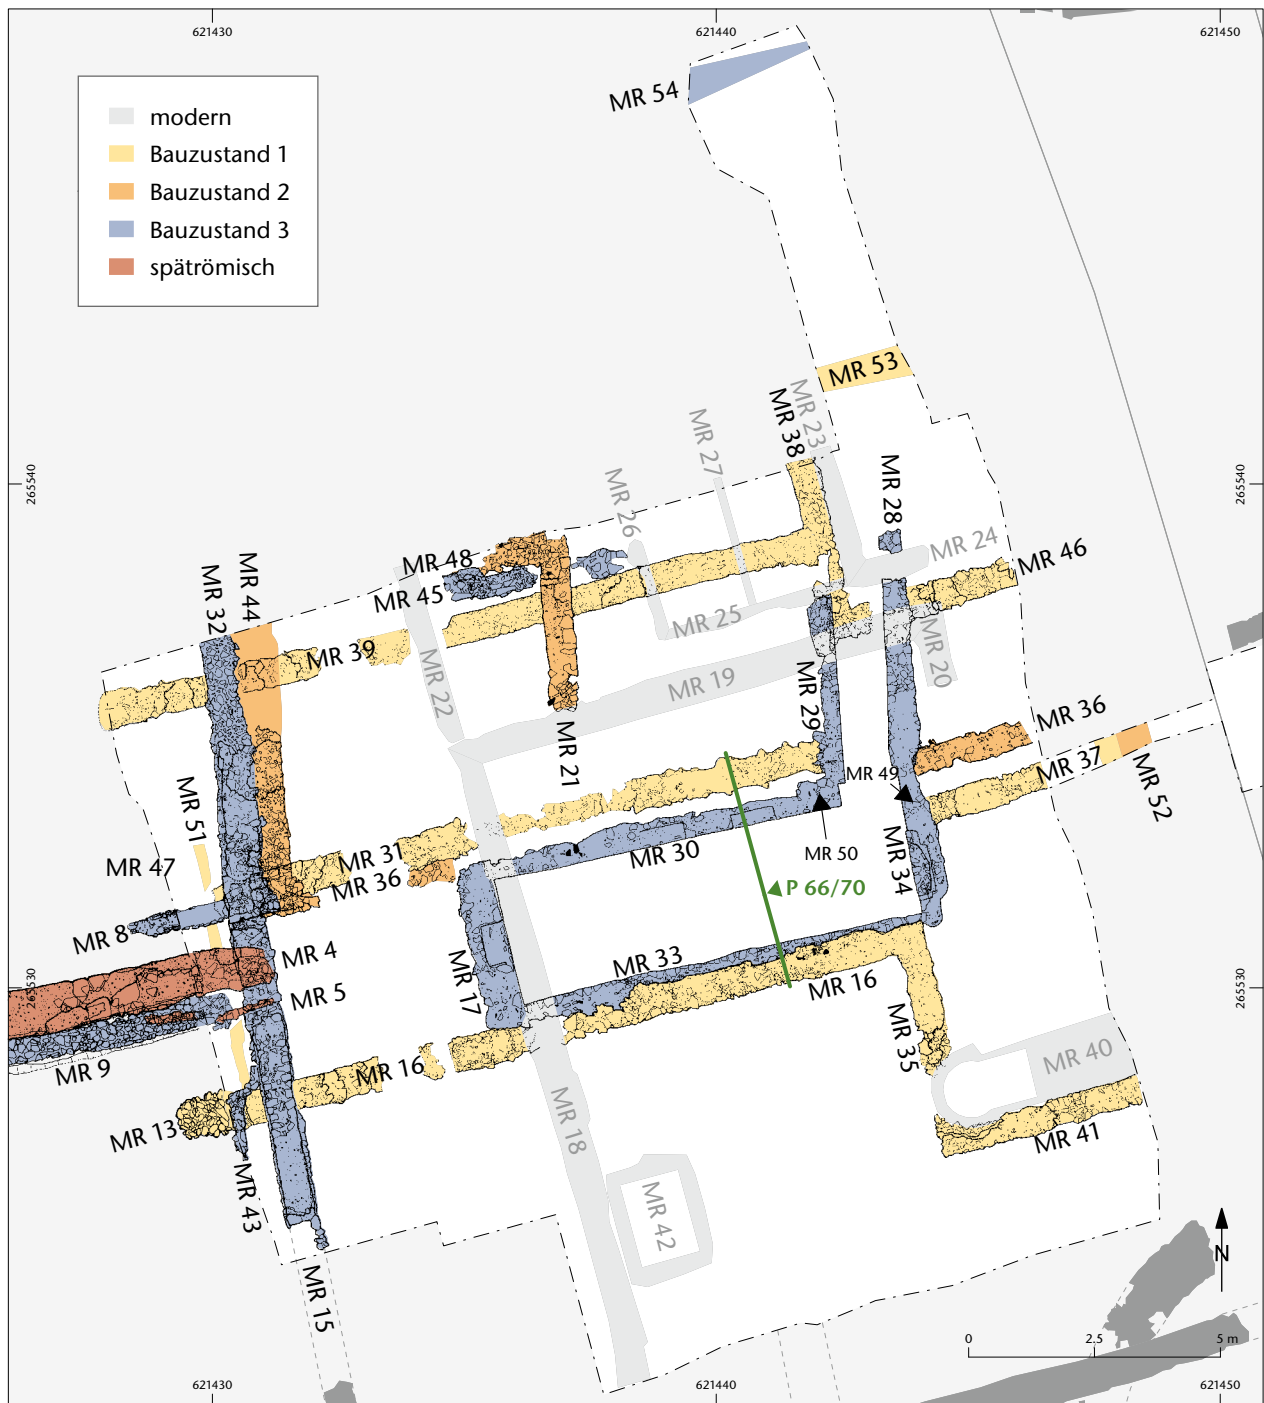 621430
621440
621450
modern
Bauzustand 1
Bauzustand 2
Bauzustand 3
spätrömisch
MR 54
MR 53
MR 23
MR 38
MR 27
MR 28
265540
265540
MR 26
MR 24
MR 46
MR 48
MR 44
MR 32
MR 45
MR 25
MR 39
MR 22
MR 19
MR 20
MR 29
MR 36
MR 21
MR 37
MR 49
MR 52
MR 51
MR 31
MR 30
MR 50
MR 47
MR 36
MR 34
P 66/70
MR 8
MR 4
MR 33
MR 17
MR 16
265530
265530
MR 5
MR 35
MR 40
MR 9
MR 16
MR 18
MR 13
MR 41
MR 43
MR 42
N
MR 15
0
2.5
5 m
621430
621440
621450